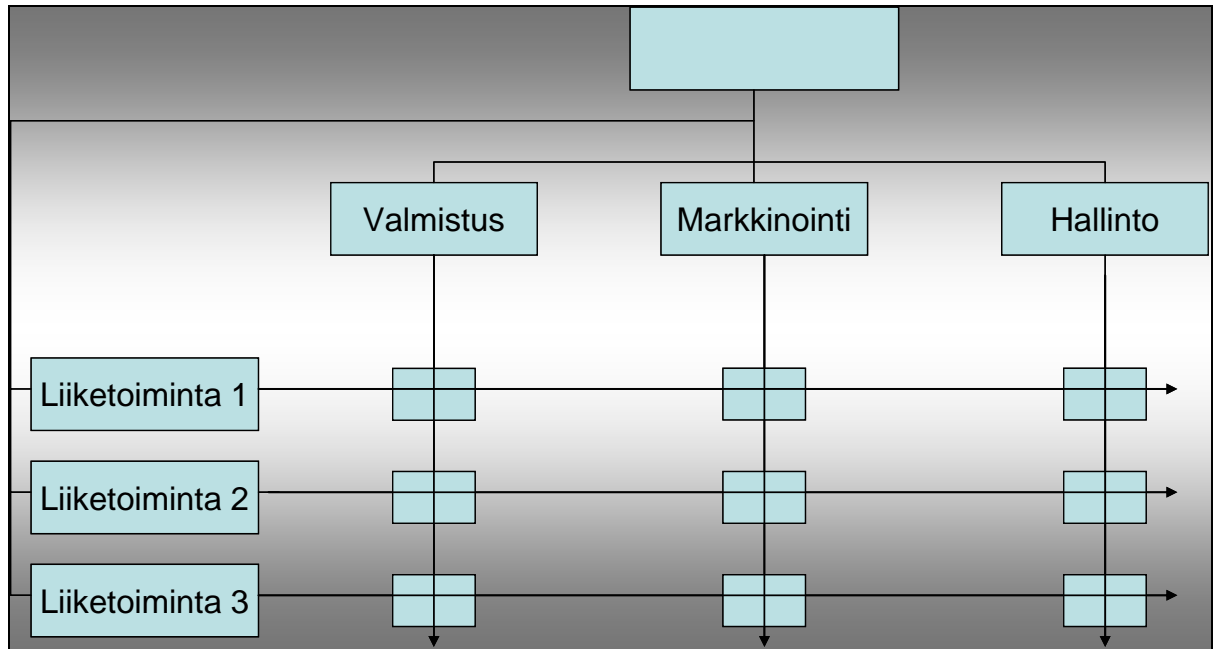 Valmistus
Markkinointi
Hallinto
Liiketoiminta 1
Liiketoiminta 2
Liiketoiminta 3